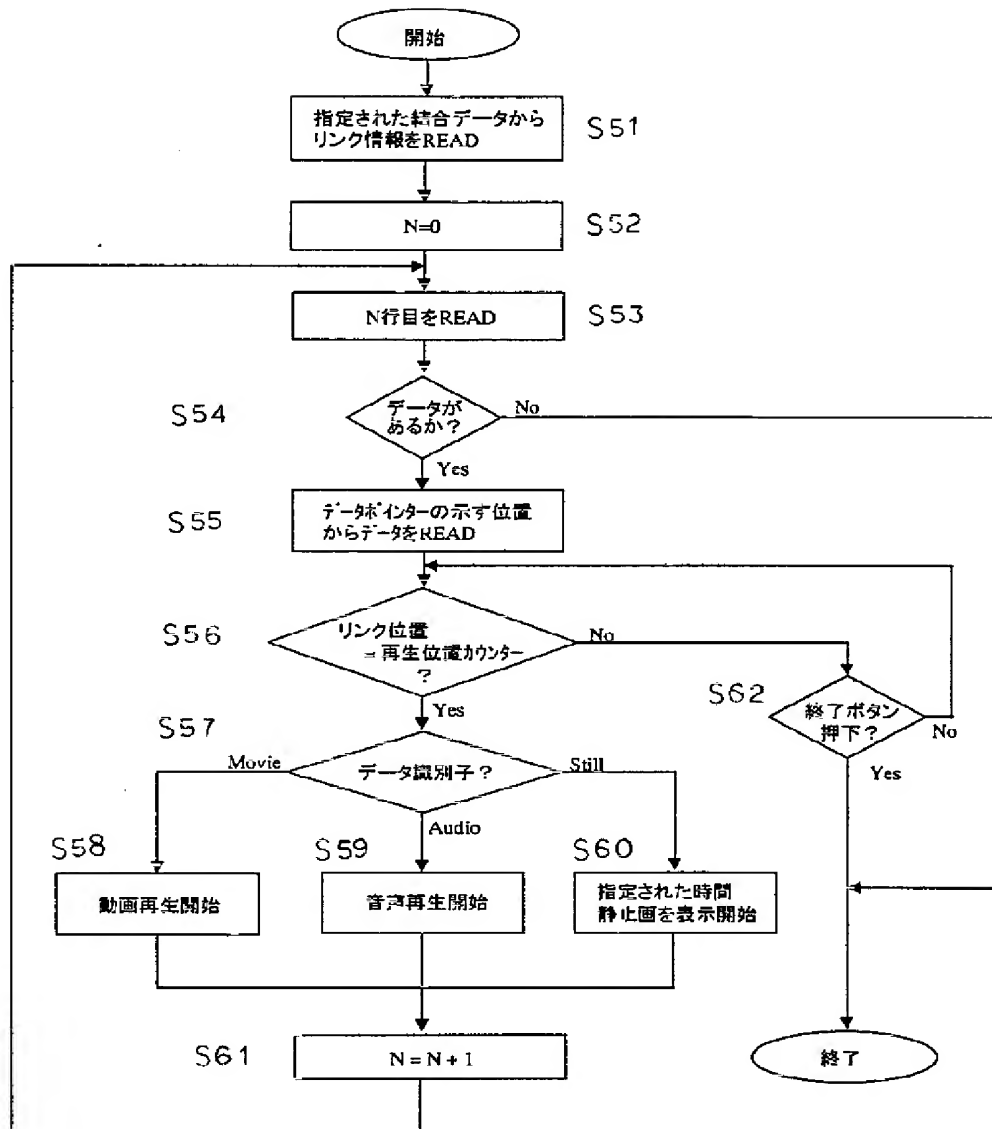 開始
指定された結合データから
リンク情報をREAD
S51
N=0
S52
N行目をREAD
S53
S54
データが
あるか？
No
Yes
S55
データポインターの示す位置
からデータをREAD
S56
リンク位置
=再生位置カウンター
？
No
Yes
S62
終了ボタン
押下？
No
Yes
S57
データ識別子？
Movie
Still
Audio
S58
動画再生開始
S59
音声再生開始
S60
指定された時間
静止画を表示開始
S61
N = N + 1
終了